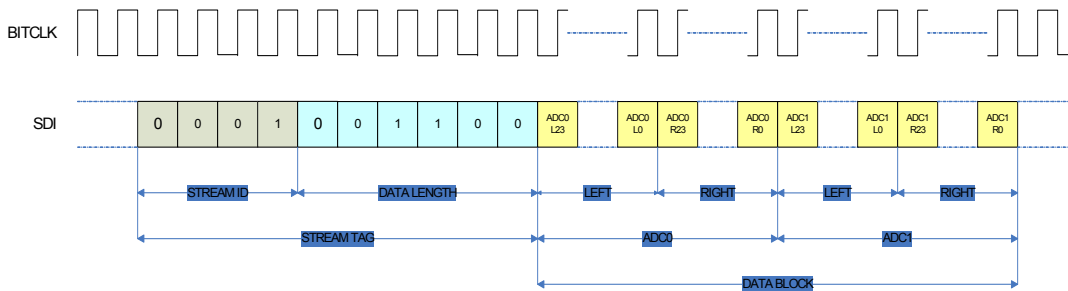 BITCLK
SDI
0 0 0 1 0 0 1 1 0 0
ADC0
L23
ADC0
L0
ADC0
R23
ADC0
R0
ADC1
L23
ADC1
L0
ADC1
R23
ADC1
R0
STREAM ID
DATA LENGTH
LEFT
RIGHT
LEFT
RIGHT
STREAM TAG
ADC0
ADC1
DATA BLOCK